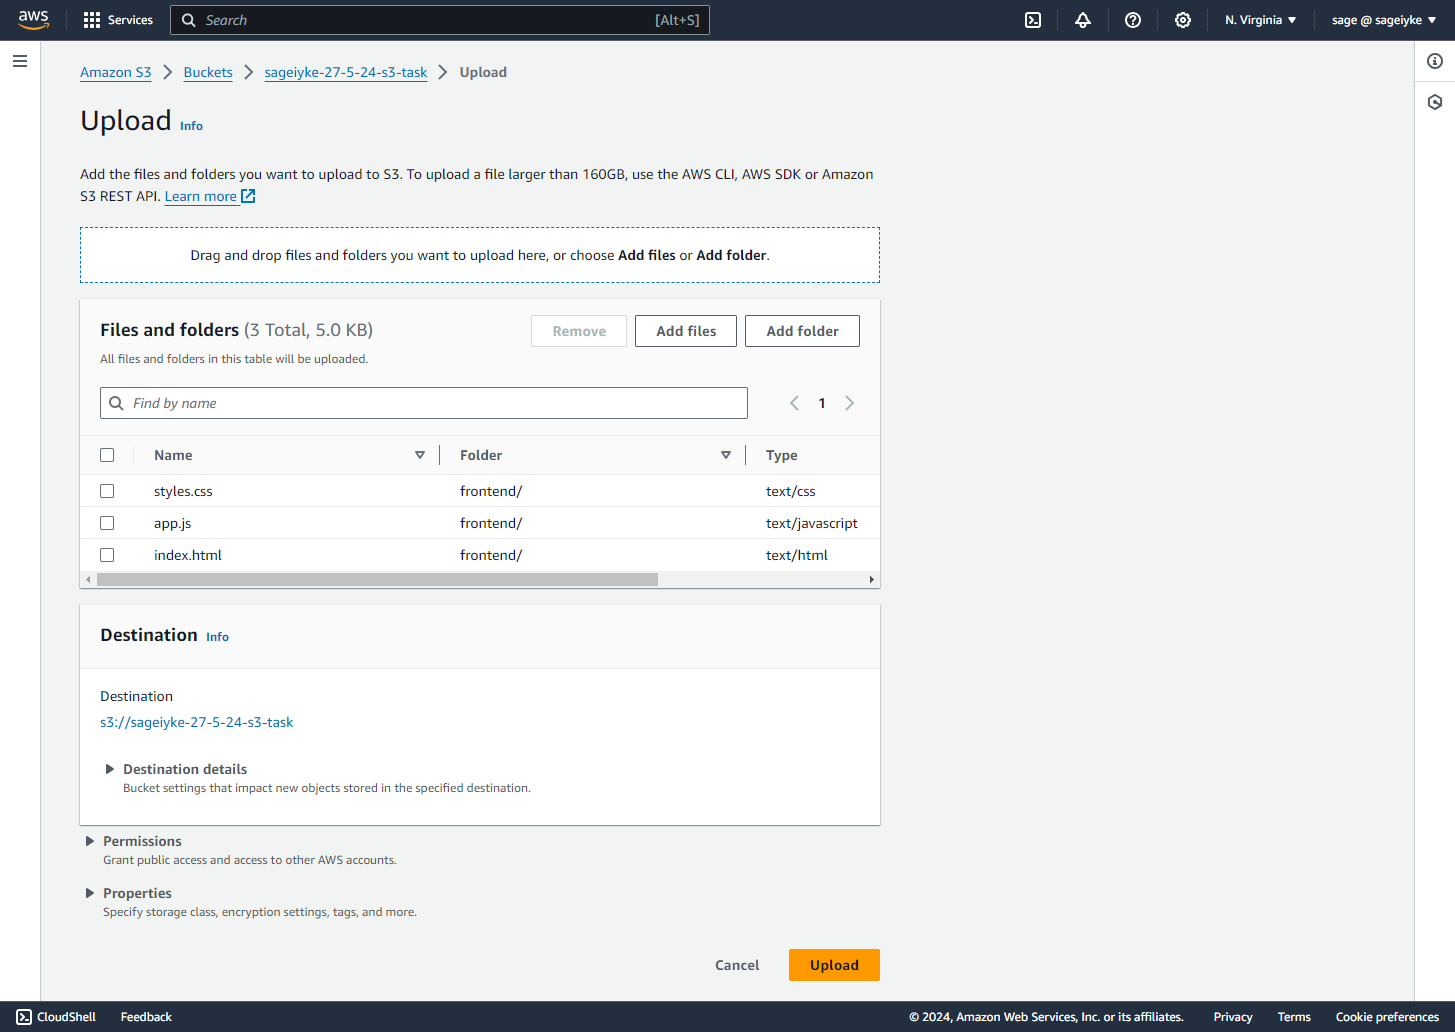 aws Services Search [Alt+S] N. Virginia sage @ sageiyke
Amazon S3 Buckets sageiyke-27-5-24-s3-task Upload
Upload Info
Add the files and folders you want to upload to S3. To upload a file larger than 160GB, use the AWS CLI, AWS SDK or Amazon
S3 REST API. Learn more
Drag and drop files and folders you want to upload here, or choose Add files or Add folder.
Files and folders (3 Total, 5.0 KB) Remove Add files Add folder
All files and folders in this table will be uploaded.
Find by name 1
Name Folder Type
styles.css frontend/ text/css
app.js frontend/ text/javascript
index.html frontend/ text/html
Destination Info
Destination
s3://sageiyke-27-5-24-s3-task
Destination details
Bucket settings that impact new objects stored in the specified destination.
Permissions
Grant public access and access to other AWS accounts.
Properties
Specify storage class, encryption settings, tags, and more.
Cancel Upload
CloudShell Feedback © 2024, Amazon Web Services, Inc. or its affiliates. Privacy Terms Cookie preferences